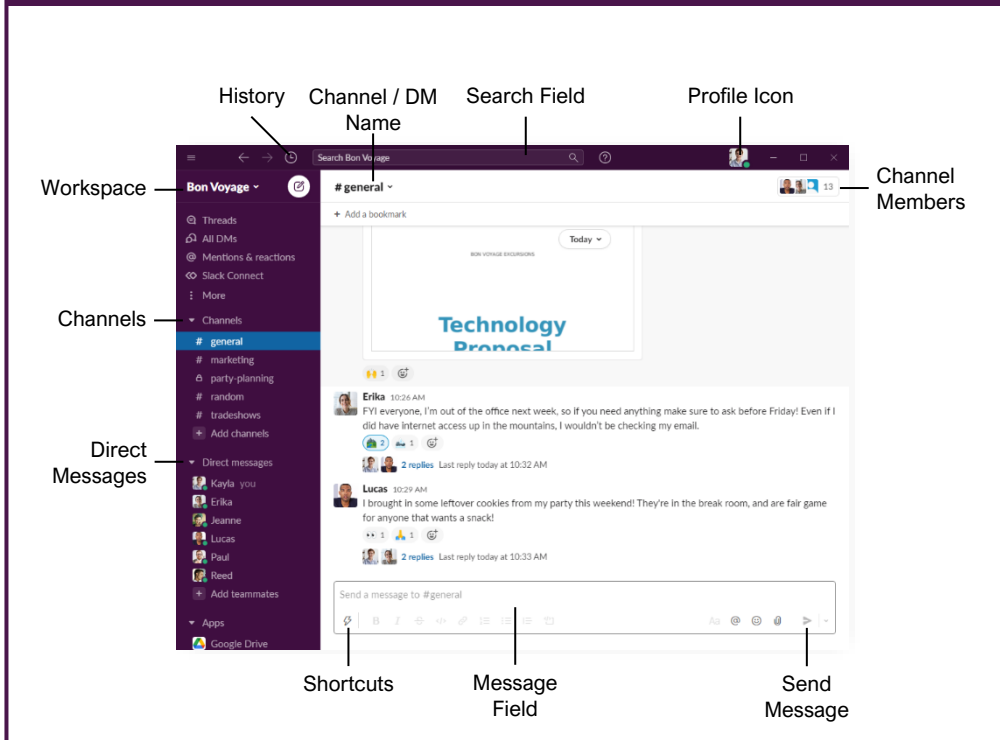 History
Channel / DM
Name
Search Field
Profile Icon
Search Bon Voyage
Workspace
Bon Voyage
# general
13
Channel
Members
+ Add a bookmark
Threads
All DMs
@ Mentions & reactions
Slack Connect
More
Channels
Channels
# general
# marketing
party-planning
# random
# tradeshows
+ Add channels
Direct
Messages
Direct messages
Kayla you
Erika
Jeanne
Lucas
Paul
Reed
+ Add teammates
Apps
Google Drive
Today
BON VOYAGE EXCURSIONS
Technology
Proposal
1
Erika 10:26 AM
FYI everyone, I'm out of the office next week, so if you need anything make sure to ask before Friday! Even if I
did have internet access up in the mountains, I wouldn't be checking my email.
2 1
2 replies Last reply today at 10:32 AM
Lucas 10:29 AM
I brought in some leftover cookies from my party this weekend! They're in the break room, and are fair game
for anyone that wants a snack!
1 1
2 replies Last reply today at 10:33 AM
Send a message to #general
B I S </> Aa @
Shortcuts
Message
Field
Send
Message